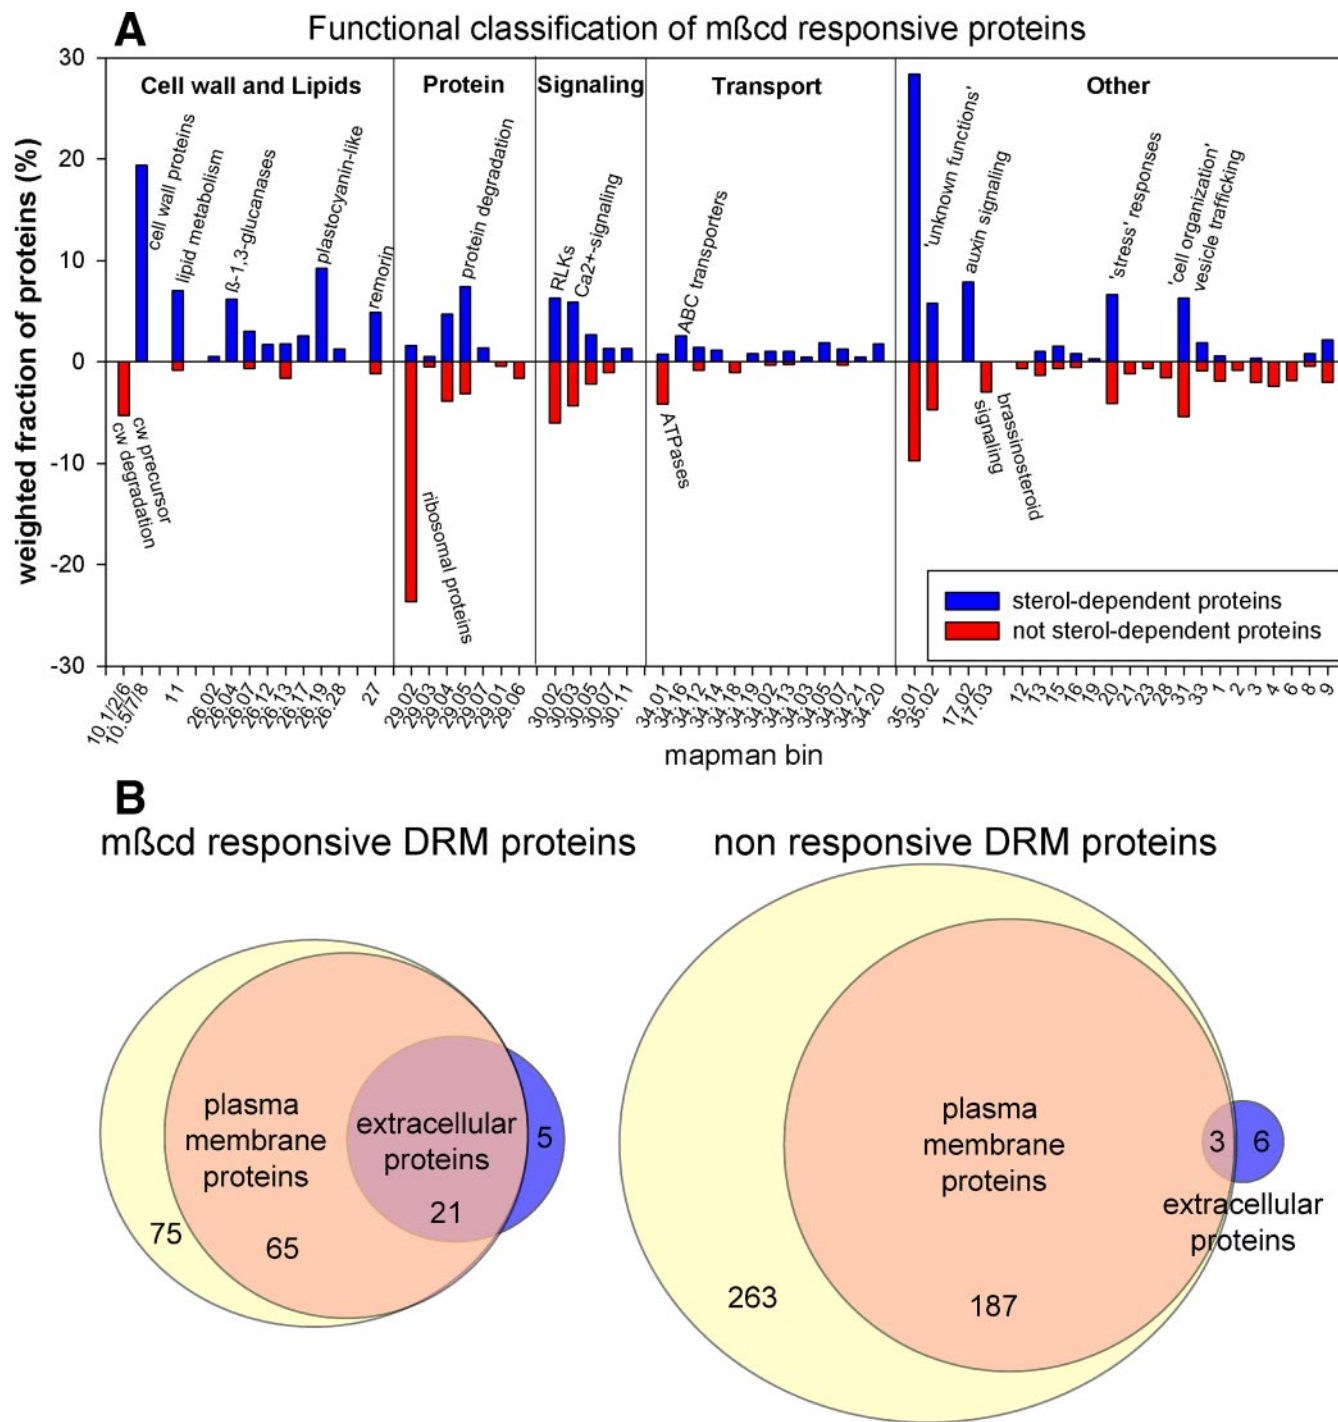 A
Functional classification of mßcd responsive proteins
weighted fraction of proteins (%)
30
20
10
0
-10
-20
-30
Cell wall and Lipids
Protein
Signaling
Transport
Other
cell wall proteins
lipid metabolism
ß-1,3-glucanases
plastocyanin-like
remorin
protein degradation
RLKs
Ca2+-signaling
ABC transporters
'unknown functions'
auxin signaling
'stress' responses
'cell organization'
vesicle trafficking
cw precursor
cw degradation
ribosomal proteins
ATPases
brassinosteroid
signaling
sterol-dependent proteins
not sterol-dependent proteins
10.1/2/6
10.5/7/8
11
26.02
26.04
26.07
26.12
26.13
26.17
26.19
26.28
27
29.02
29.03
29.04
29.05
29.07
29.01
29.06
30.02
30.03
30.05
30.07
30.11
34.01
34.16
34.12
34.14
34.18
34.19
34.02
34.13
34.03
34.05
34.07
34.21
34.20
35.01
35.02
17.02
17.03
12
13
15
16
19
20
21
23
28
31
33
1
2
3
4
6
8
9
mapman bin
B
mßcd responsive DRM proteins
non responsive DRM proteins
plasma
membrane
proteins
extracellular
proteins
5
21
75
65
plasma
membrane
proteins
3
6
extracellular
proteins
263
187